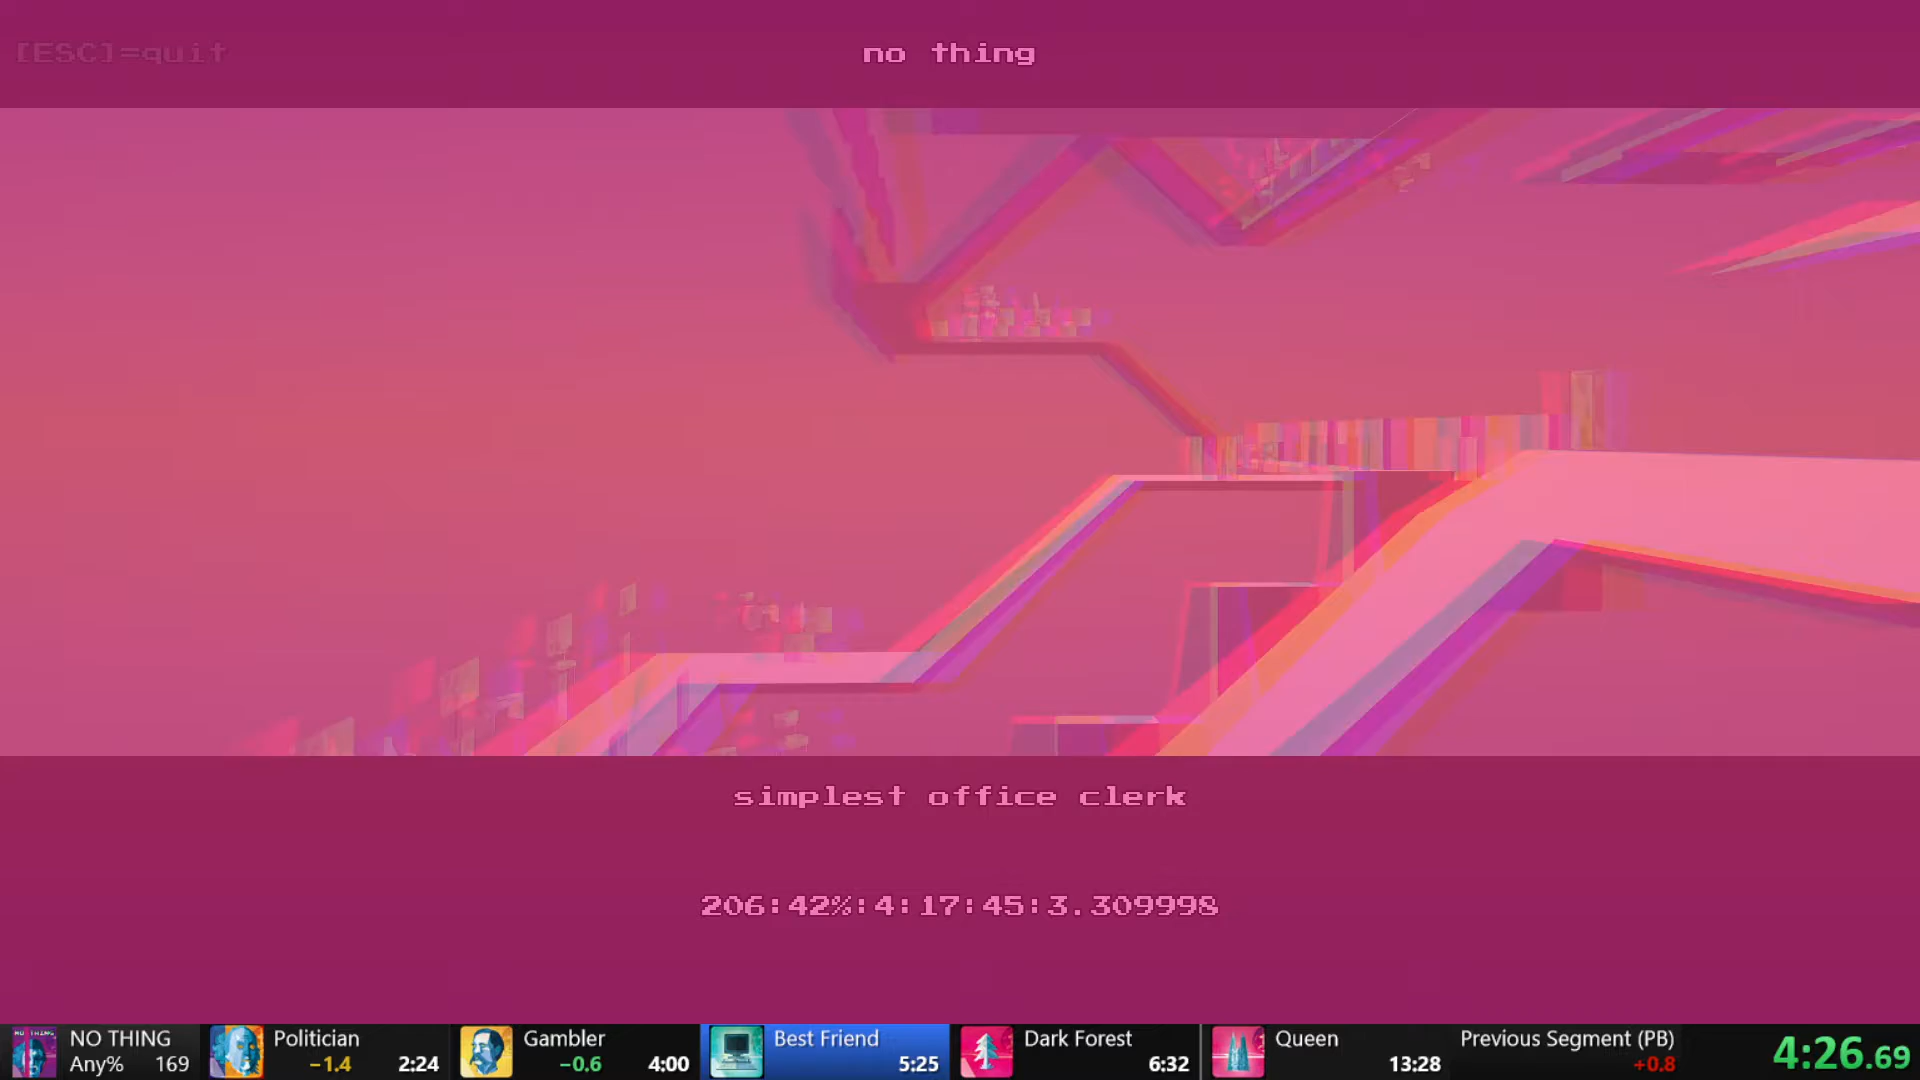 [ESC]=quit
no thing
simplest office clerk
206:42%:4:17:45:3.309998
NO THING
Any% 169
Politician
−1.4 2:24
Gambler
−0.6 4:00
Best Friend
5:25
Dark Forest
6:32
Queen
13:28
Previous Segment (PB)
+0.8
4:26.69